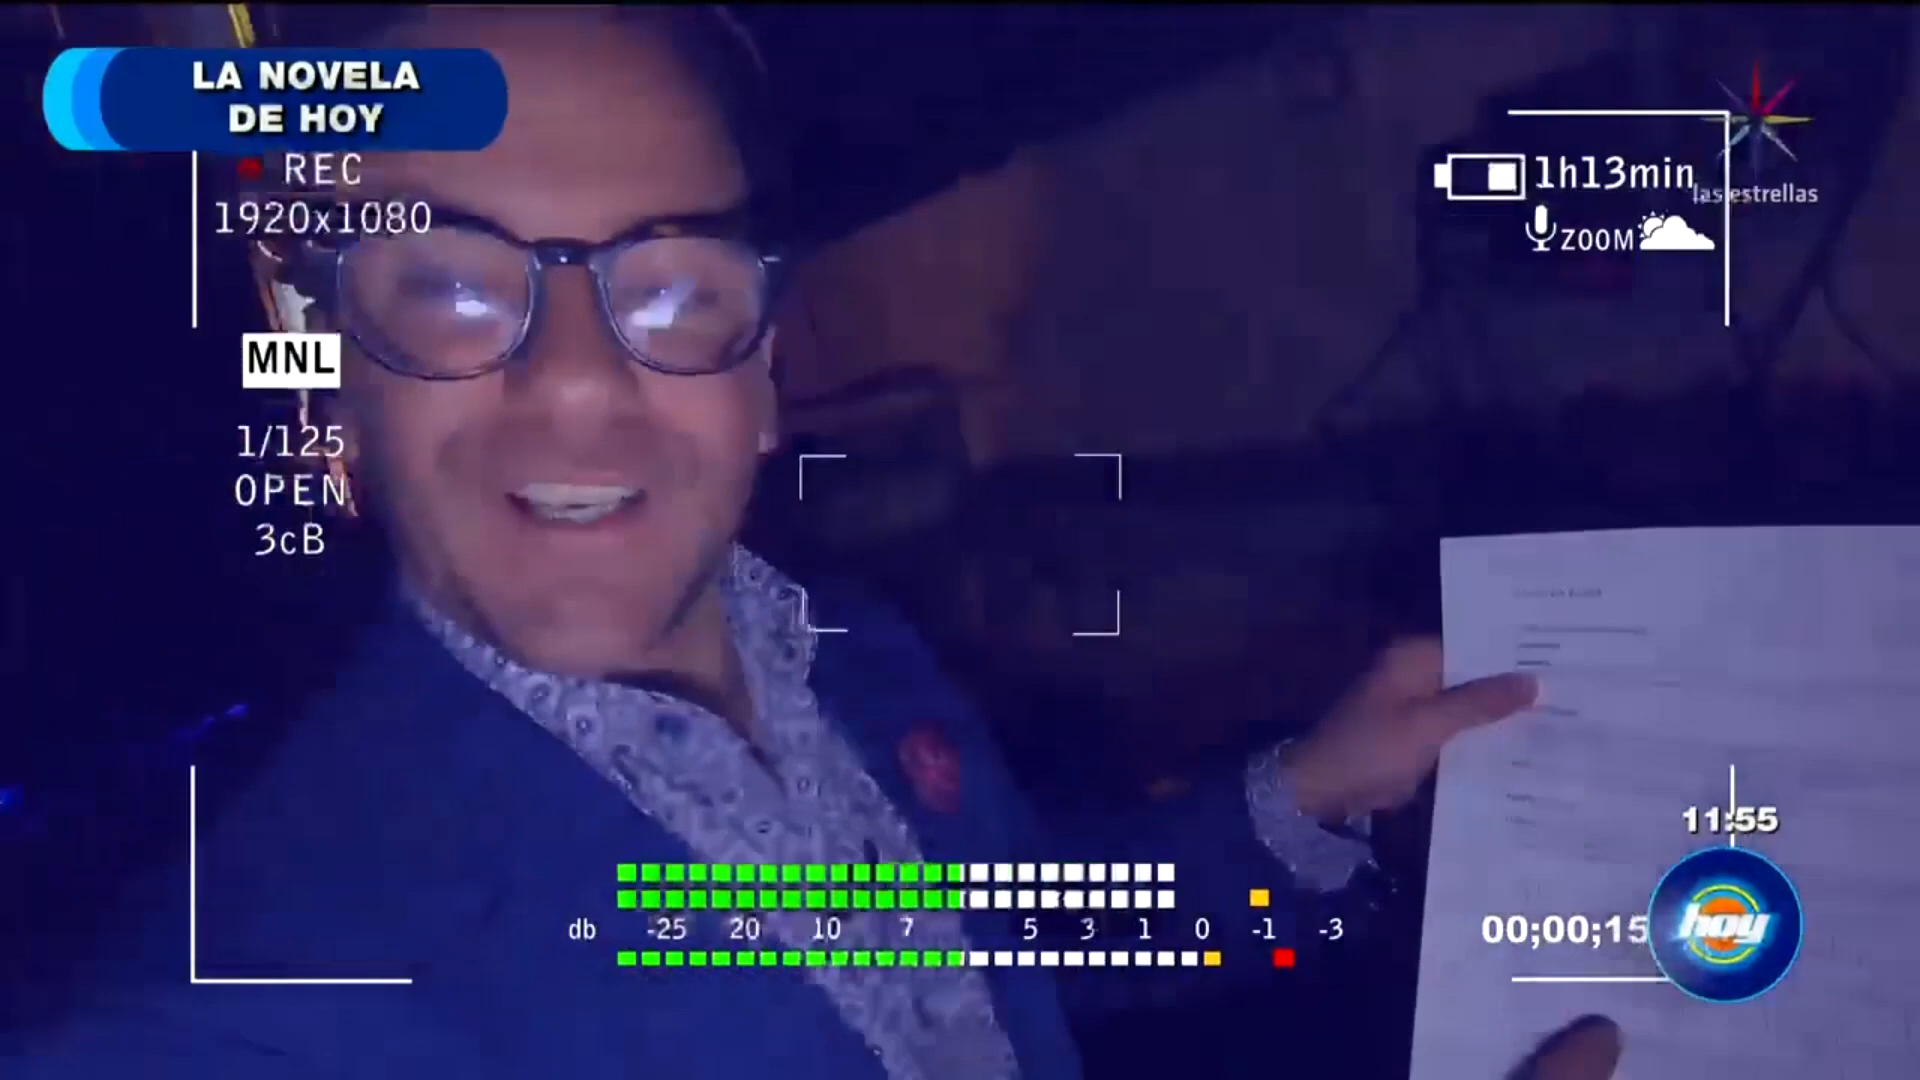 LA NOVELA
DE HOY
REC
1920x1080
MNL
1/125
OPEN
3cB
1h13min
las estrellas
ZOOM
11:55
00;00;15
hoy
db -25 20 10 7 5 3 1 0 -1 -3